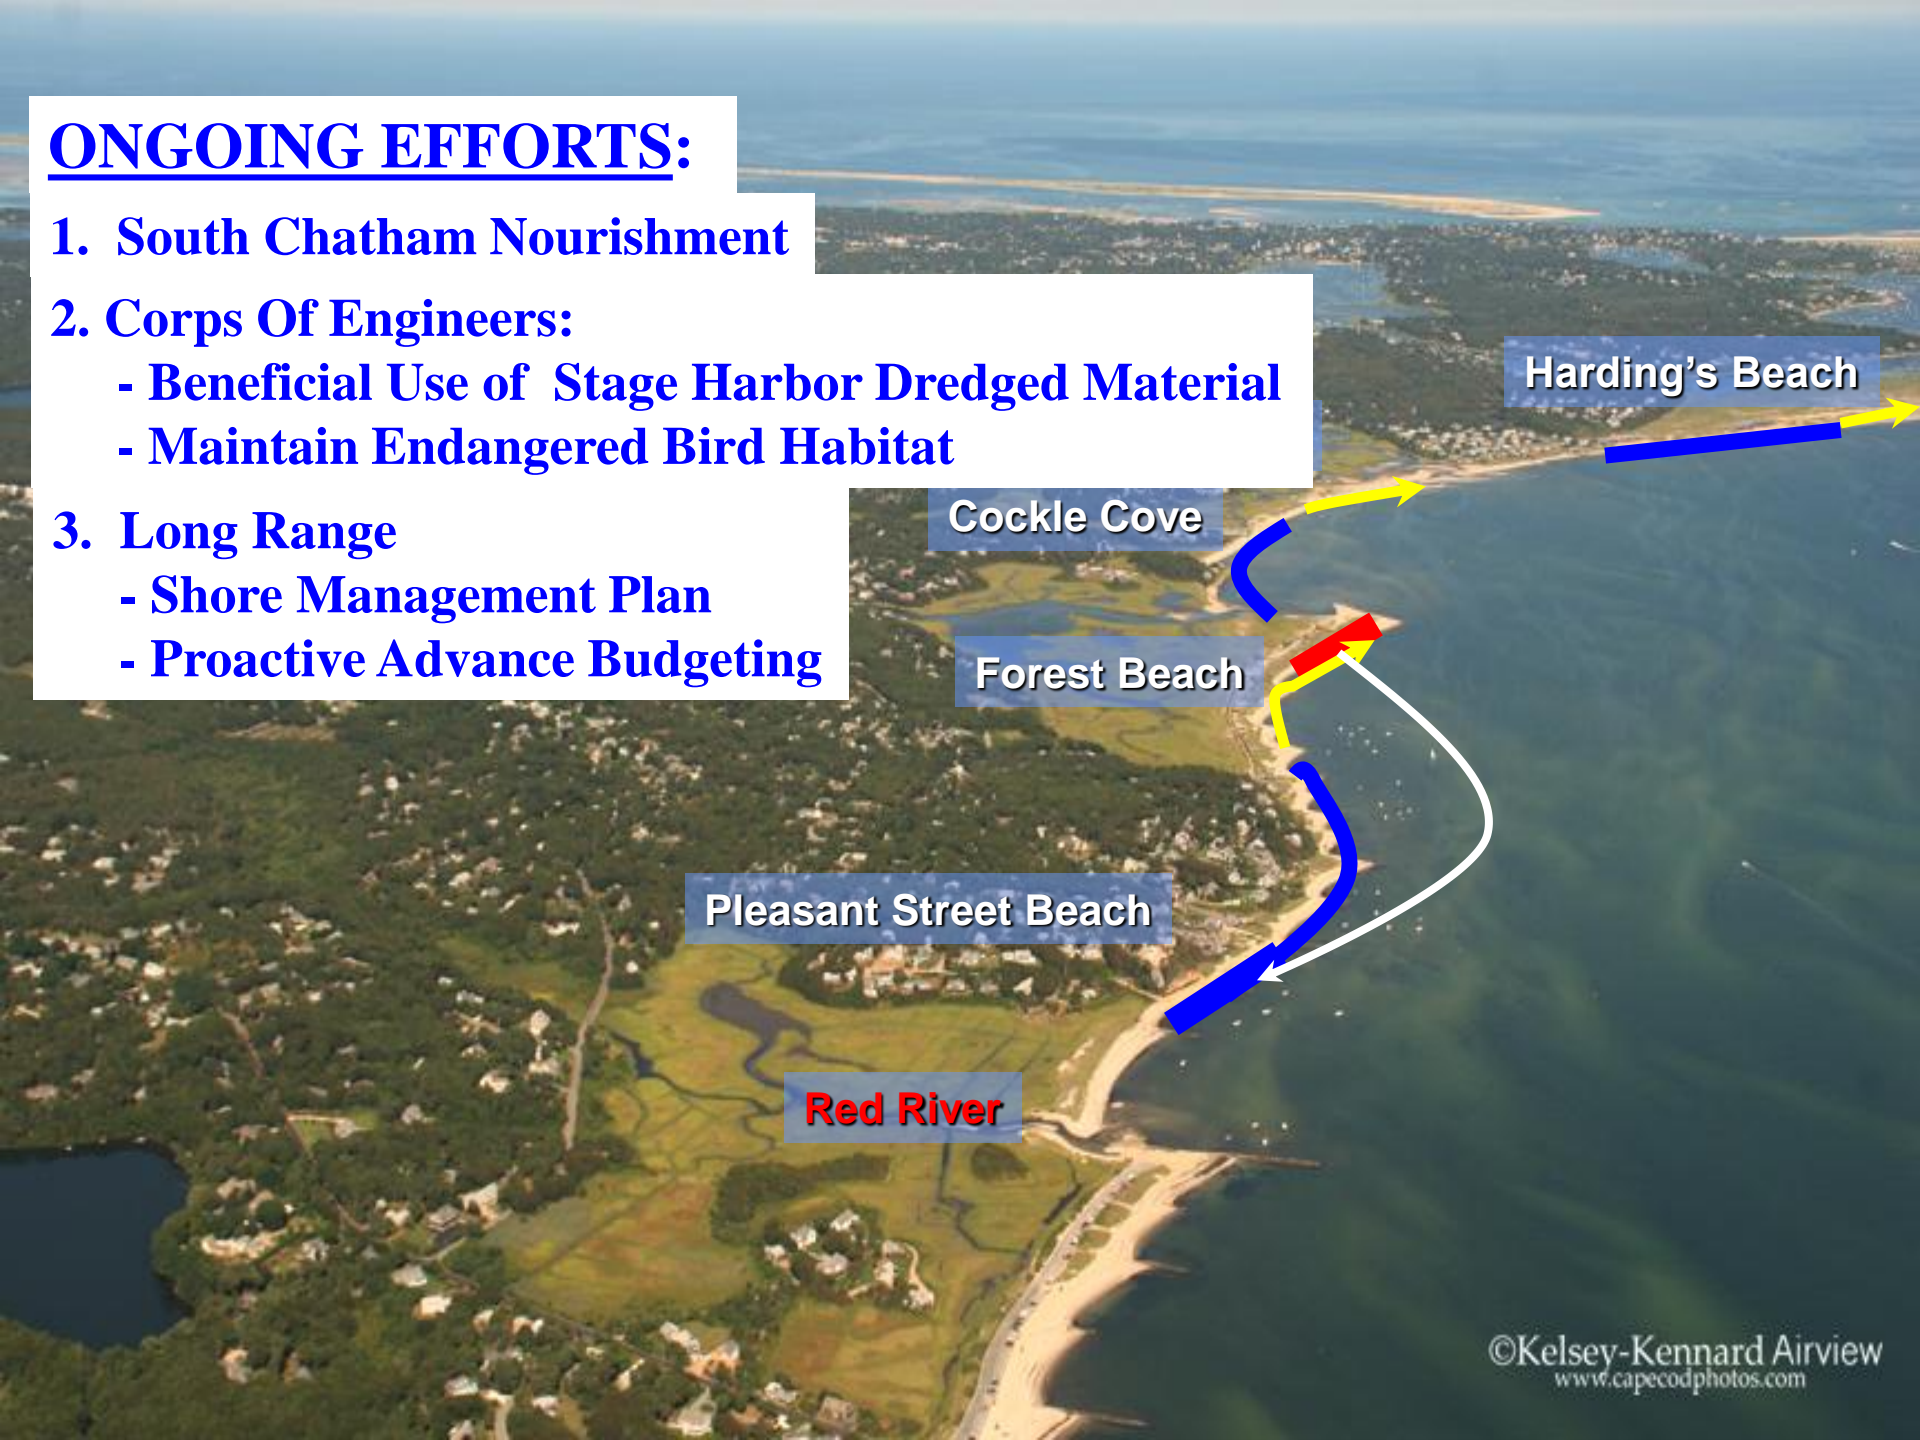 ONGOING EFFORTS:
1. South Chatham Nourishment
2. Corps Of Engineers:
- Beneficial Use of Stage Harbor Dredged Material
- Maintain Endangered Bird Habitat
3. Long Range
- Shore Management Plan
- Proactive Advance Budgeting
Harding’s Beach
Cockle Cove
Forest Beach
Pleasant Street Beach
Red River
©Kelsey-Kennard Airview
www.capecodphotos.com